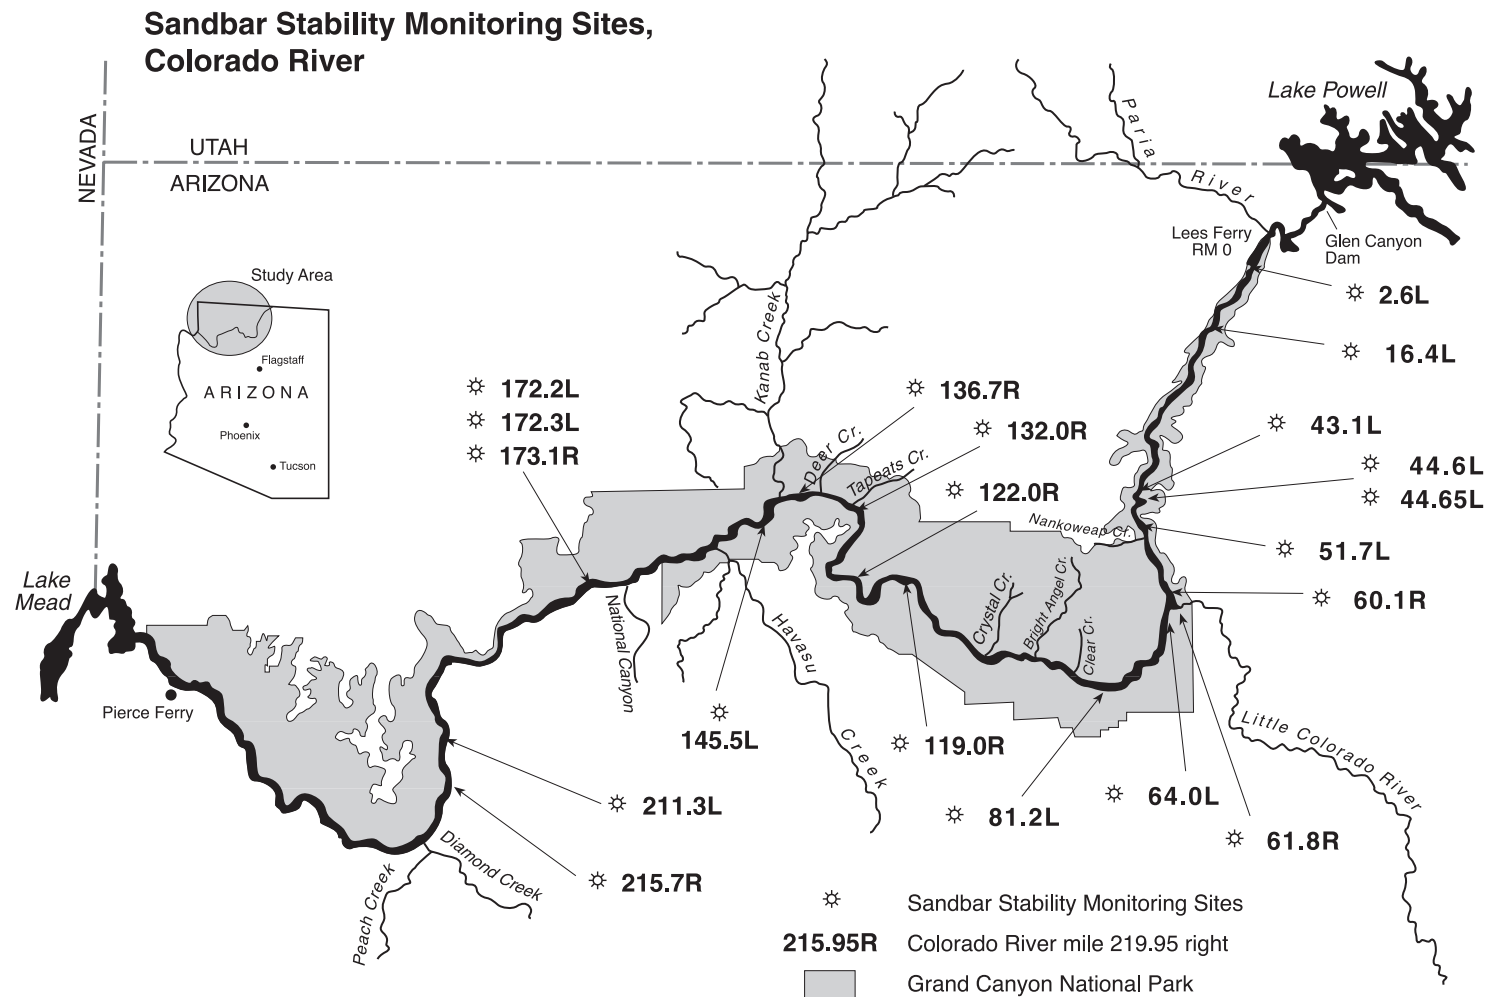 Sandbar Stability Monitoring Sites,
Colorado River
NEVADA
UTAH
ARIZONA
Paria
River
Lake Powell
Lees Ferry
RM 0
Glen Canyon
Dam
Study Area
Flagstaff
ARIZONA
Phoenix
Tucson
Kanab Creek
2.6L
16.4L
172.2L
172.3L
173.1R
136.7R
132.0R
122.0R
43.1L
44.6L
44.65L
51.7L
60.1R
Deer Cr.
Tapeats Cr.
Nankoweap Cr.
Crystal Cr.
Bright Angel Cr.
Clear Cr.
Lake
Mead
Pierce Ferry
National Canyon
Havasu
Creek
145.5L
119.0R
81.2L
64.0L
61.8R
Little Colorado River
211.3L
215.7R
Diamond Creek
Peach Creek
Sandbar Stability Monitoring Sites
215.95R Colorado River mile 219.95 right
Grand Canyon National Park